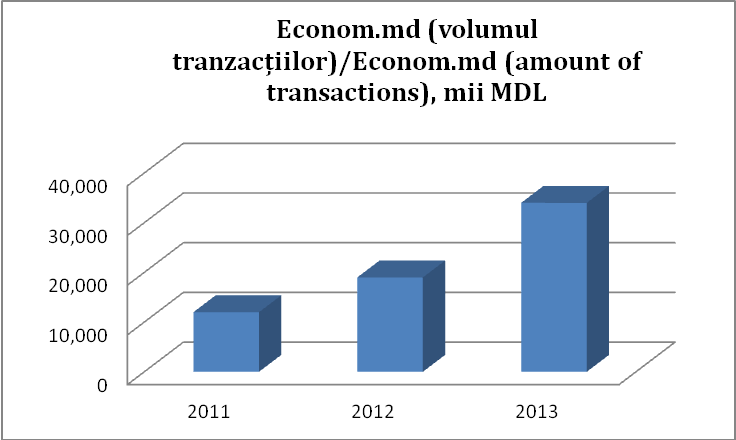 Econom.md (volumul
tranzacțiilor)/Econom.md (amount of
transactions), mii MDL
40,000
30,000
20,000
10,000
0
2011 2012 2013